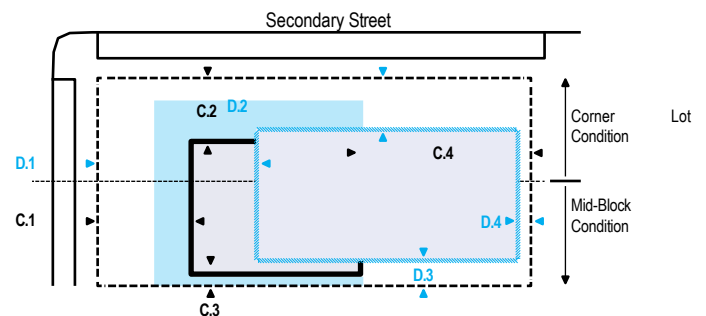 Secondary Street
C.2 D.2
Corner Lot
Condition
C.4
D.1
C.1
Mid-Block
Condition
D.4
D.3
C.3